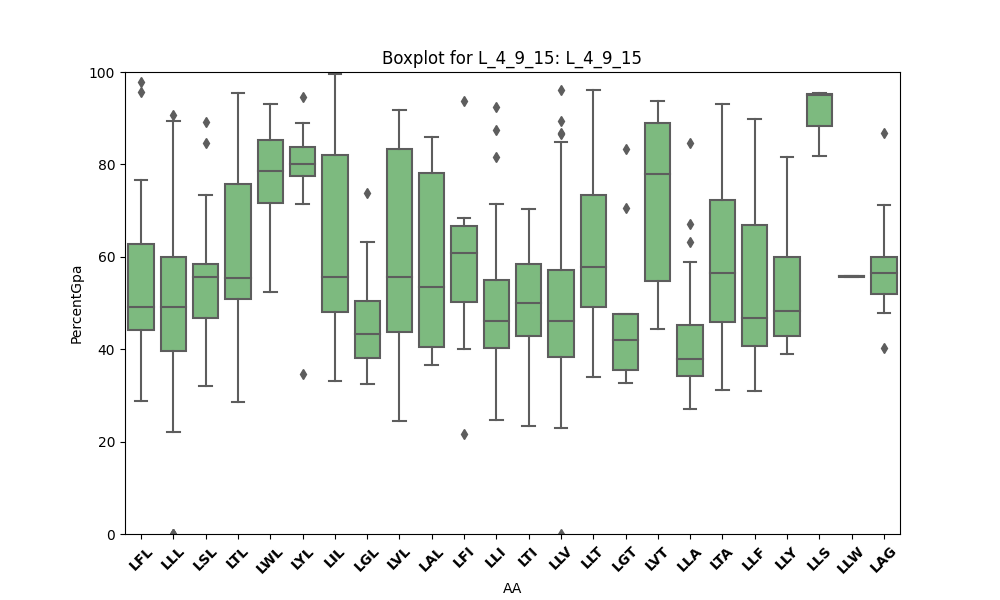 Boxplot for L_4_9_15: L_4_9_15
100
80
60
40
20
0
PercentGpa
LFL LLL LSL LTL LWL LYL LIL LGL LVL LAL LFI LLI LTI LLV LLT LGT LVT LLA LTA LLF LLY LLS LLW LAG
AA